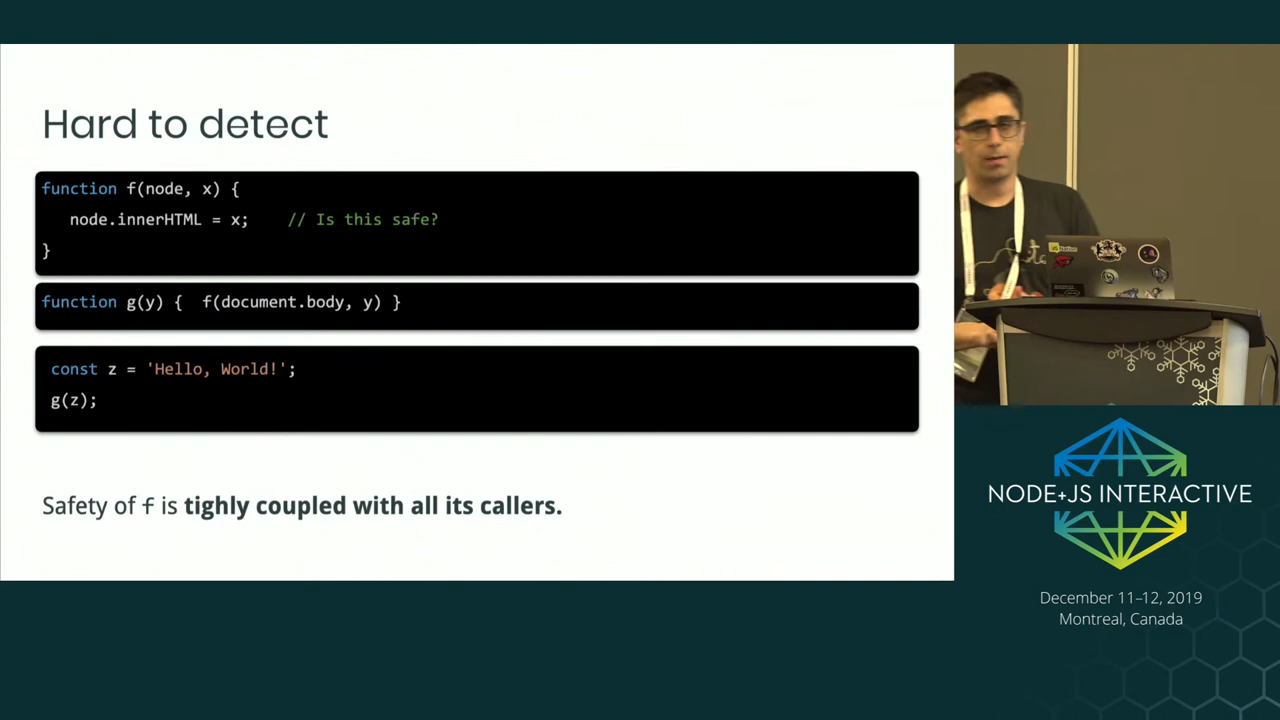 Hard to detect
function f(node, x) {
node.innerHTML = x; // Is this safe?
}
function g(y) { f(document.body, y) }
const z = 'Hello, World!';
g(z);
Safety of f is tighly coupled with all its callers.
NODE+JS INTERACTIVE
December 11–12, 2019
Montreal, Canada